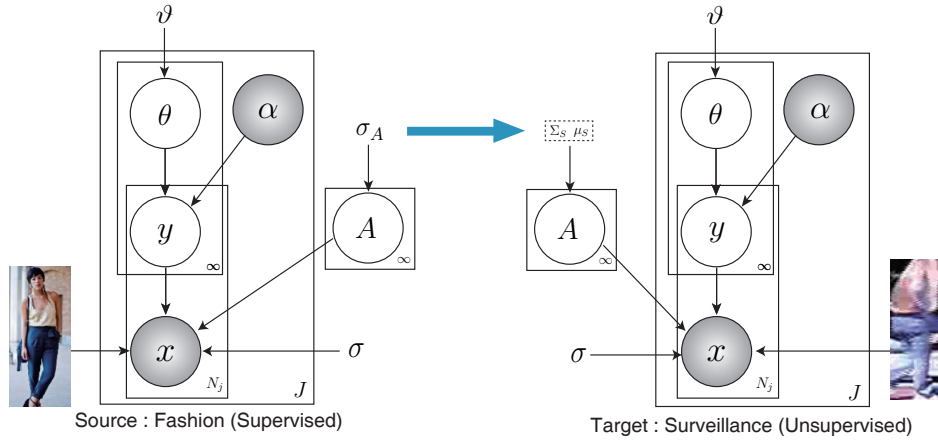 ϑ
ϑ
θ
α
θ
α
σ_A
Σ_S μ_S
y
∞
A
∞
A
∞
y
∞
x
σ
σ
x
N_j
J
N_j
J
Source : Fashion (Supervised)
Target : Surveillance (Unsupervised)